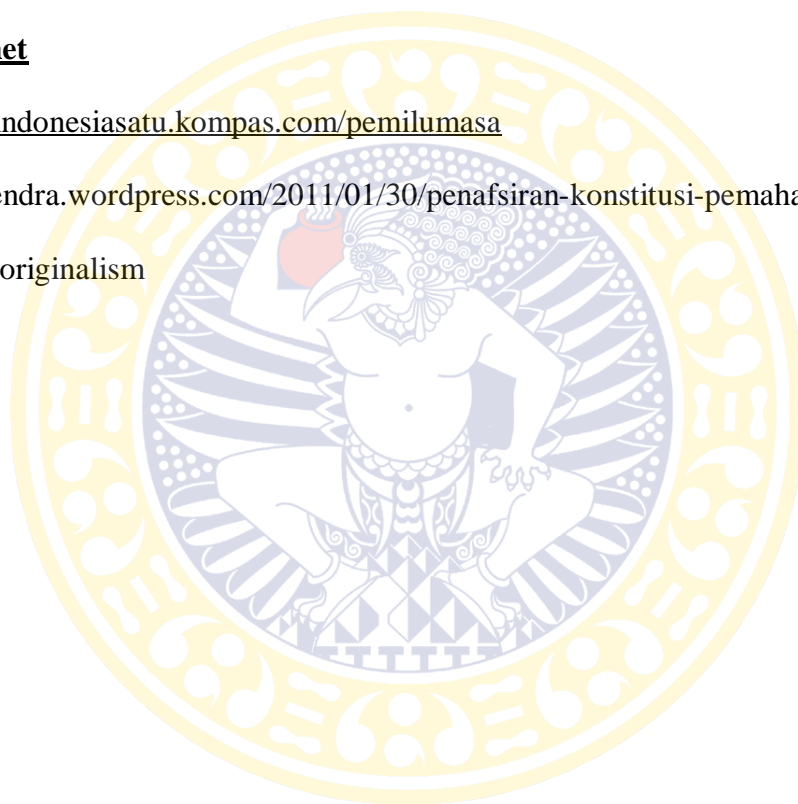 net
indonesiasatu.kompas.com/pemilumasa
endra.wordpress.com/2011/01/30/penafsiran-konstitusi-pemaha
originalism